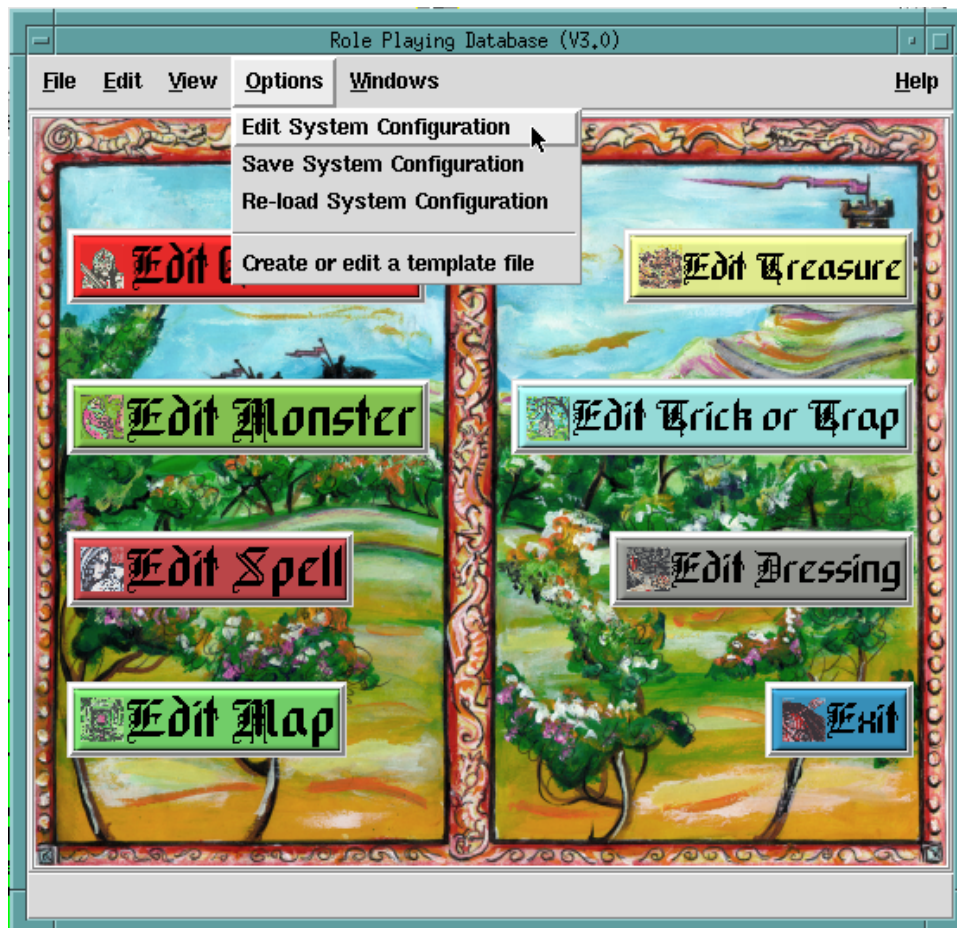 Role Playing Database (V3.0)
File Edit View Options Windows Help
Edit System Configuration
Save System Configuration
Re-load System Configuration
Create or edit a template file
Edit
Edit Treasure
Edit Monster
Edit Trick or Trap
Edit Spell
Edit Dressing
Edit Map
Exit